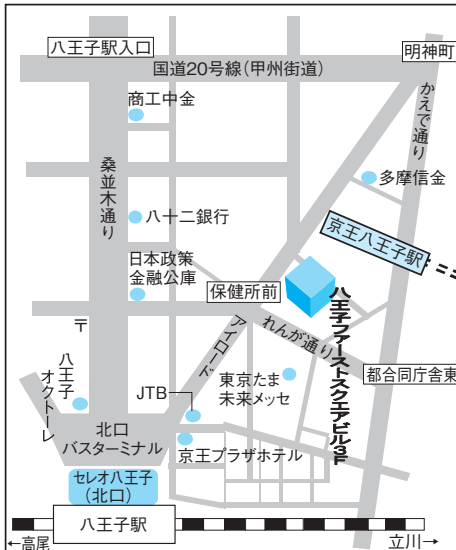 八王子駅入口
明神町
国道20号線(甲州街道)
商工中金
かえで通り
桑並木通り
多摩信金
八十二銀行
京王八王子駅
日本政策
金融公庫
保健所前
八王子ファーストスクエアビル3F
アイロード
れんが通り
〒
八王子
オクトーレ
東京たま
未来メッセ
都合同庁舎東
JTB
北口
バスターミナル
京王プラザホテル
セレオ八王子
(北口)
八王子駅
←高尾
立川→